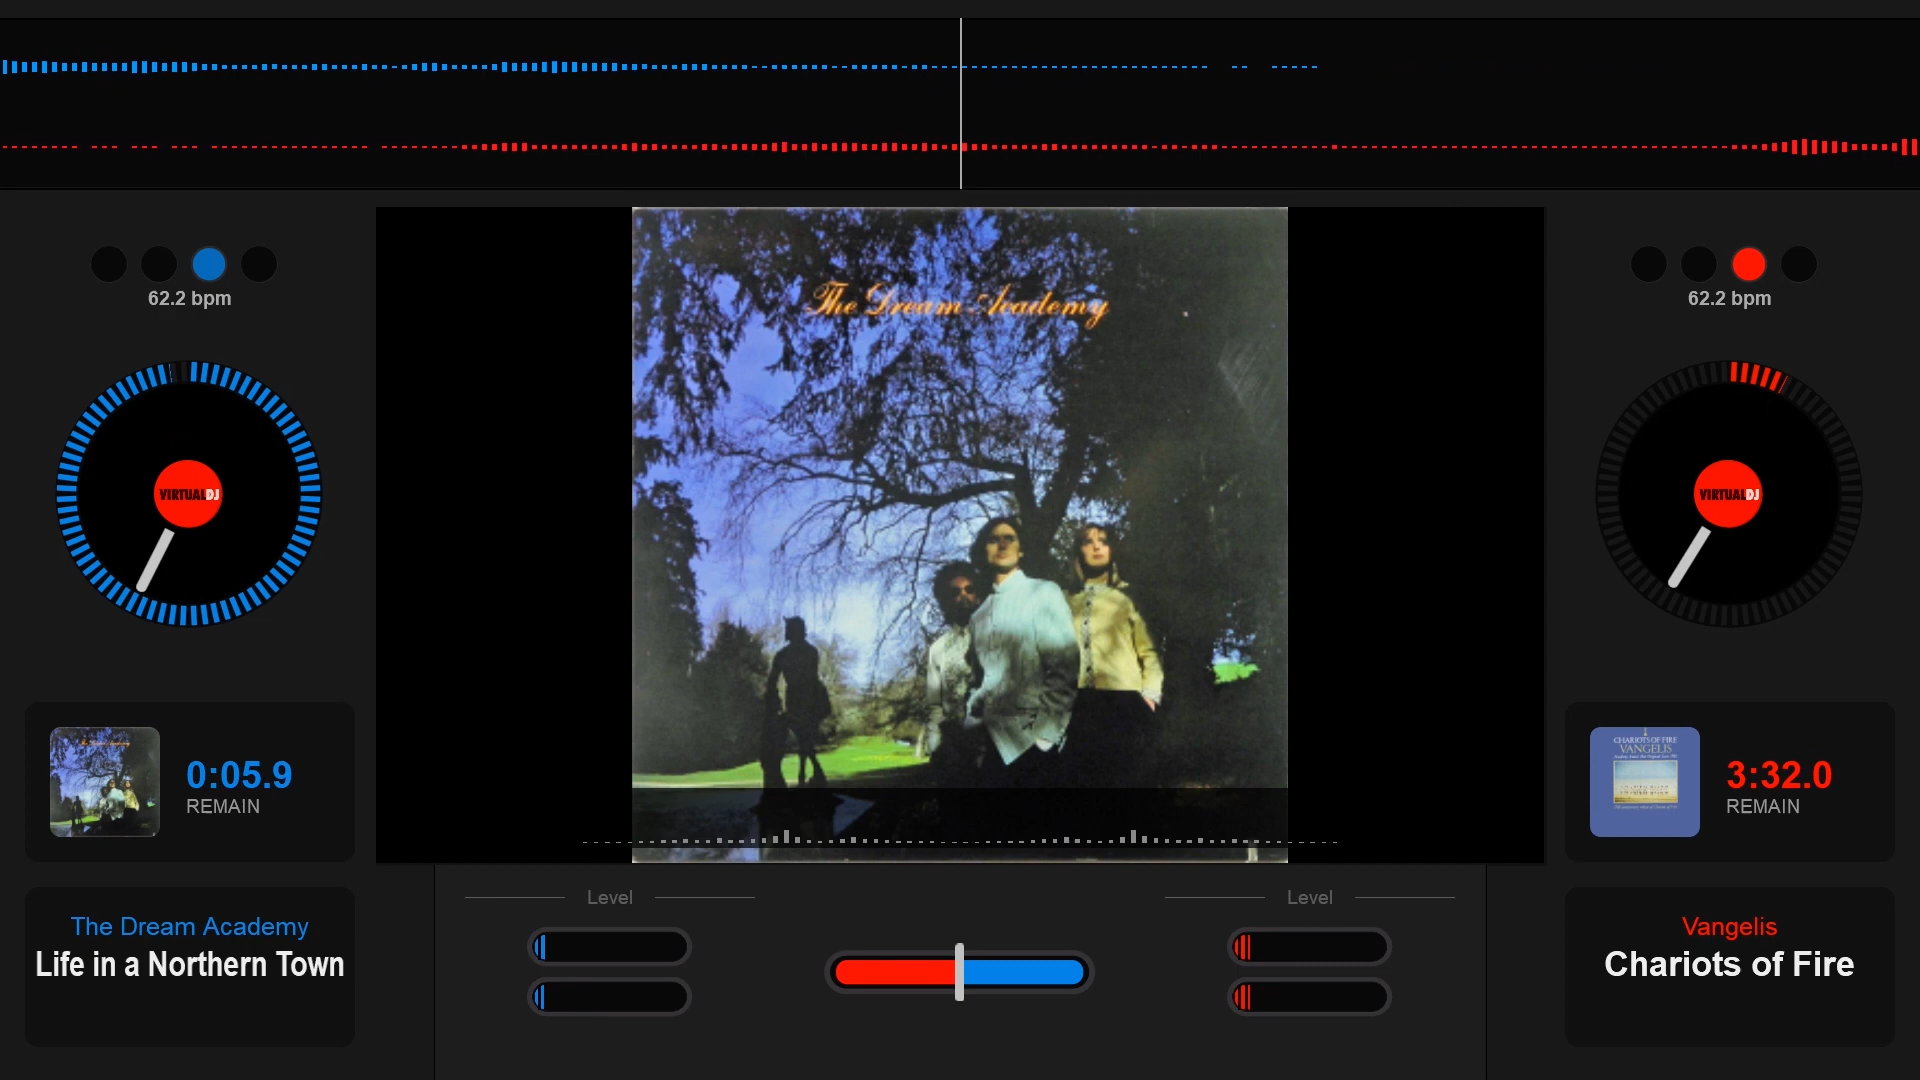 The Dream Academy
62.2 bpm
62.2 bpm
VIRTUALDJ
VIRTUALDJ
0:05.9
REMAIN
CHARIOTS OF FIRE
VANGELIS
3:32.0
REMAIN
Level
Level
The Dream Academy
Life in a Northern Town
Vangelis
Chariots of Fire